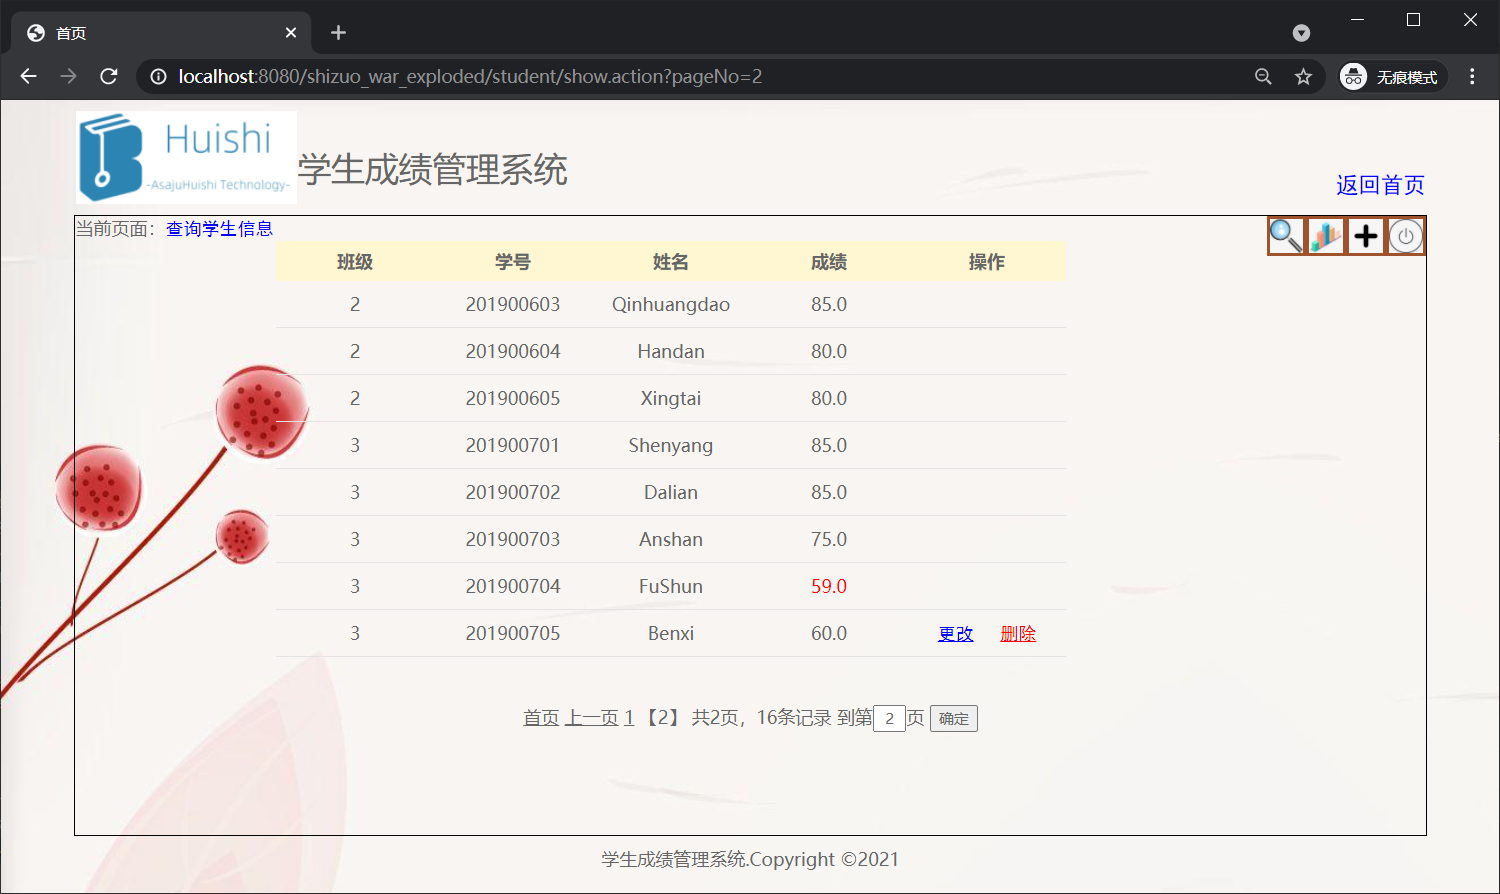 首页
localhost:8080/shizuo_war_exploded/student/show.action?pageNo=2
无痕模式
Huishi
-AsajuHuishi Technology-
学生成绩管理系统
返回首页
当前页面：查询学生信息
班级 学号 姓名 成绩 操作
2 201900603 Qinhuangdao 85.0
2 201900604 Handan 80.0
2 201900605 Xingtai 80.0
3 201900701 Shenyang 85.0
3 201900702 Dalian 85.0
3 201900703 Anshan 75.0
3 201900704 FuShun 59.0
3 201900705 Benxi 60.0 更改 删除
首页 上一页 1 【2】 共2页，16条记录 到第 2 页 确定
学生成绩管理系统.Copyright ©2021